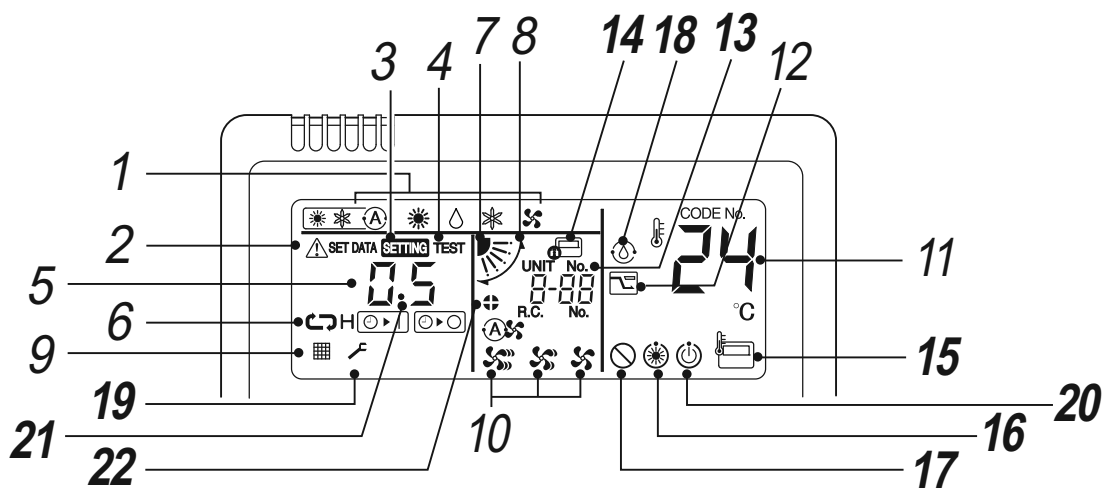 3 4 7 8 14 18 13 12
1
A
CODE No.
2 SET DATA SETTING TEST
24 11
UNIT No.
5 0.5
8-88
R.C. No.
°C
6 H
A
9
15
19 10 20
21 16
22 17